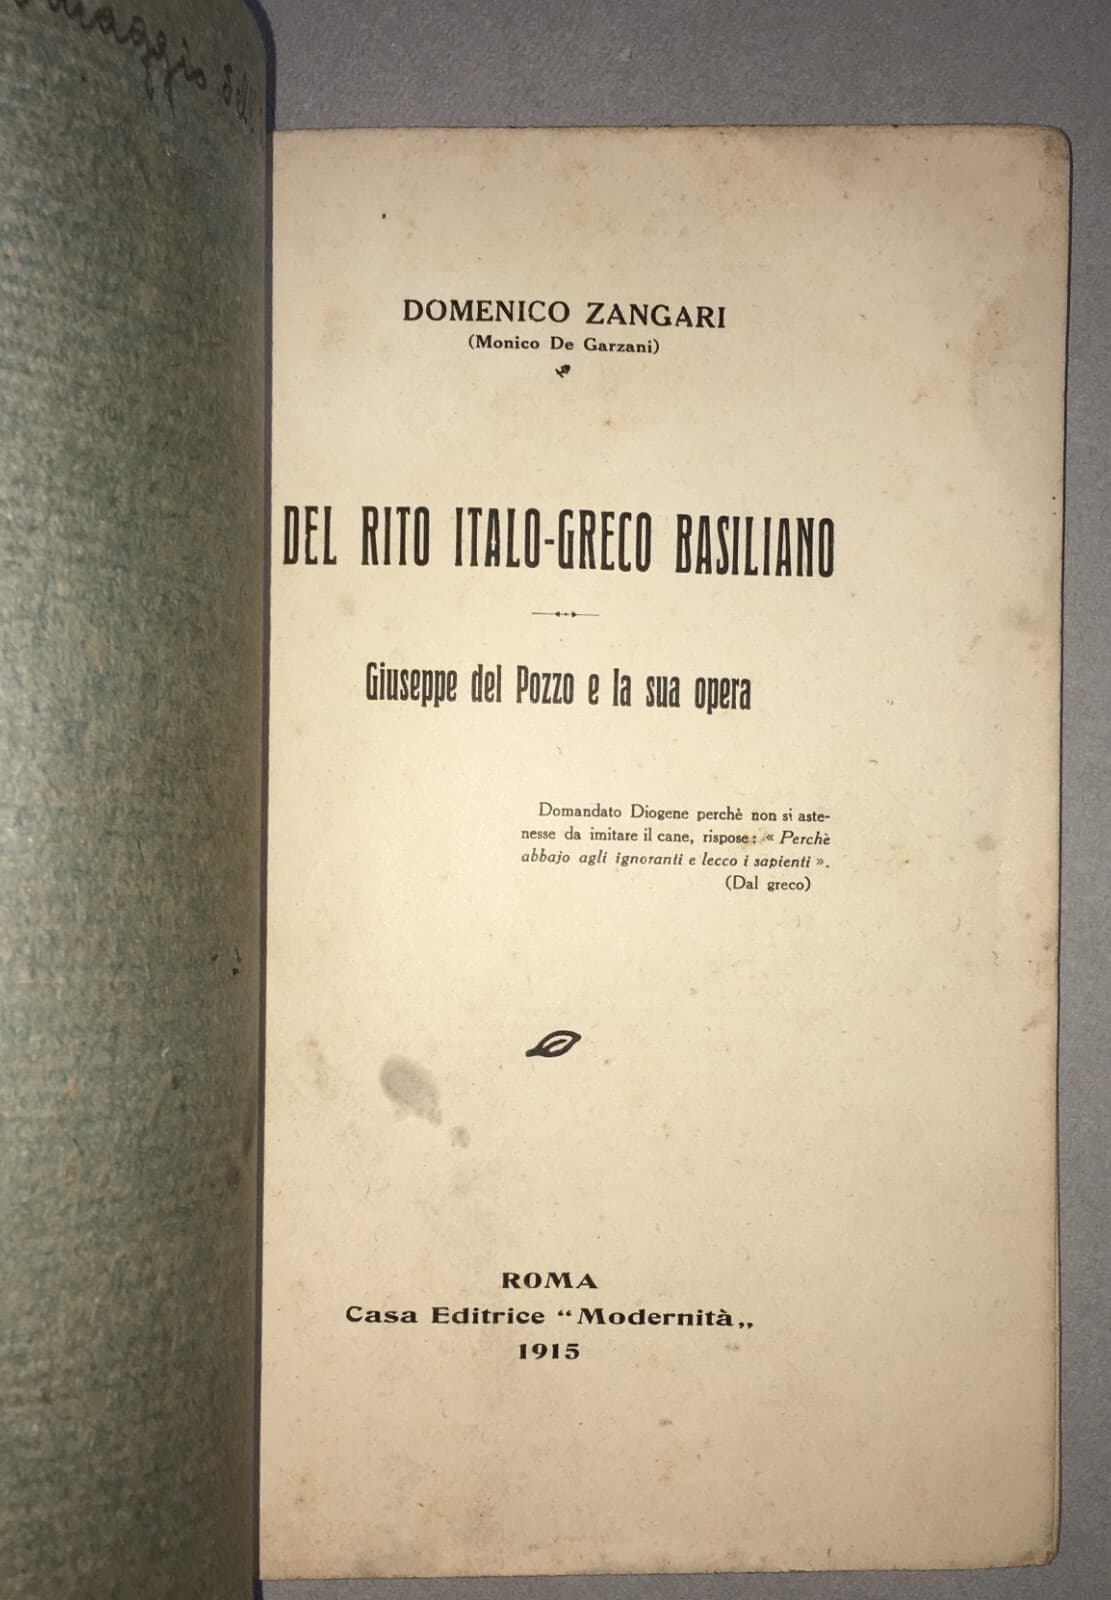 DOMENICO ZANGARI
(Monico De Garzani)
DEL RITO ITALO-GRECO BASILIANO
Giuseppe del Pozzo e la sua opera
Domandato Diogene perchè non si aste-
nesse da imitare il cane, rispose: « Perchè
abbajo agli ignoranti e lecco i sapienti ».
(Dal greco)
ROMA
Casa Editrice “Modernità„
1915